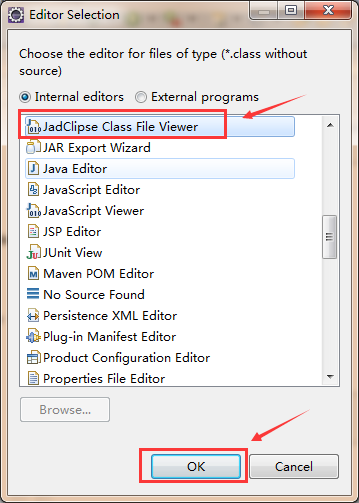 Editor Selection
Choose the editor for files of type (*.class without
source)
Internal editors External programs
JadClipse Class File Viewer
JAR Export Wizard
Java Editor
JavaScript Editor
JavaScript Viewer
JSP Editor
JUnit View
Maven POM Editor
No Source Found
Persistence XML Editor
Plug-in Manifest Editor
Product Configuration Editor
Properties File Editor
Browse...
OK Cancel